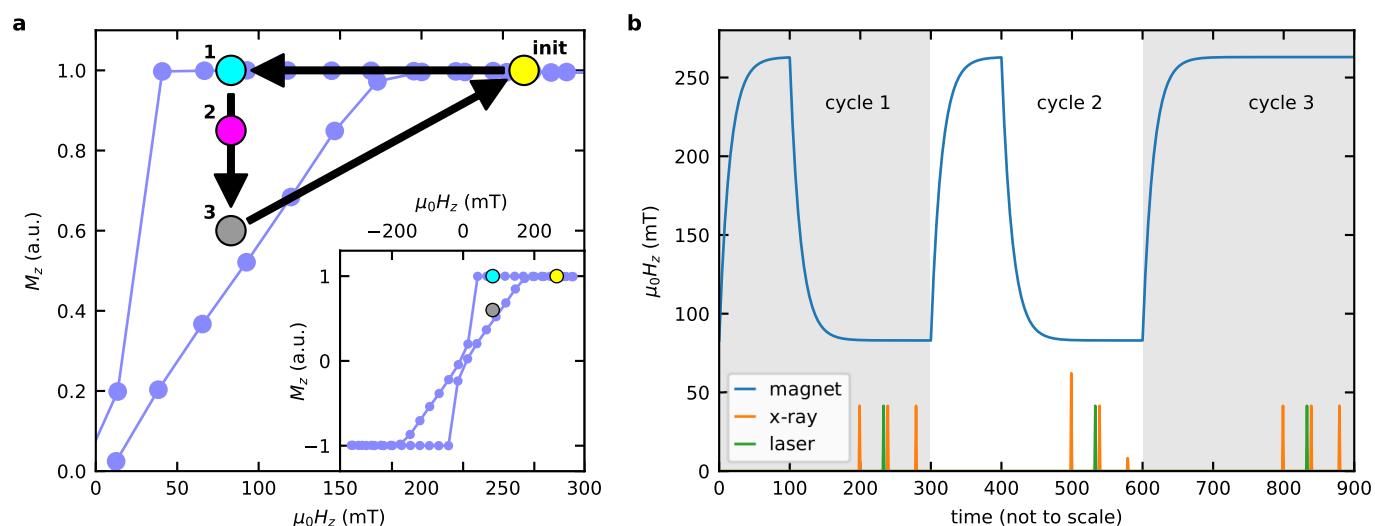 a
init
1
2
3
M_z (a.u.)
1.0
0.8
0.6
0.4
0.2
0.0
0 50 100 150 200 250 300
μ₀H_z (mT)
μ₀H_z (mT)
−200 0 200
M_z (a.u.)
1
0
−1
b
cycle 1 cycle 2 cycle 3
μ₀H_z (mT)
250
200
150
100
50
0
magnet
x-ray
laser
0 100 200 300 400 500 600 700 800 900
time (not to scale)